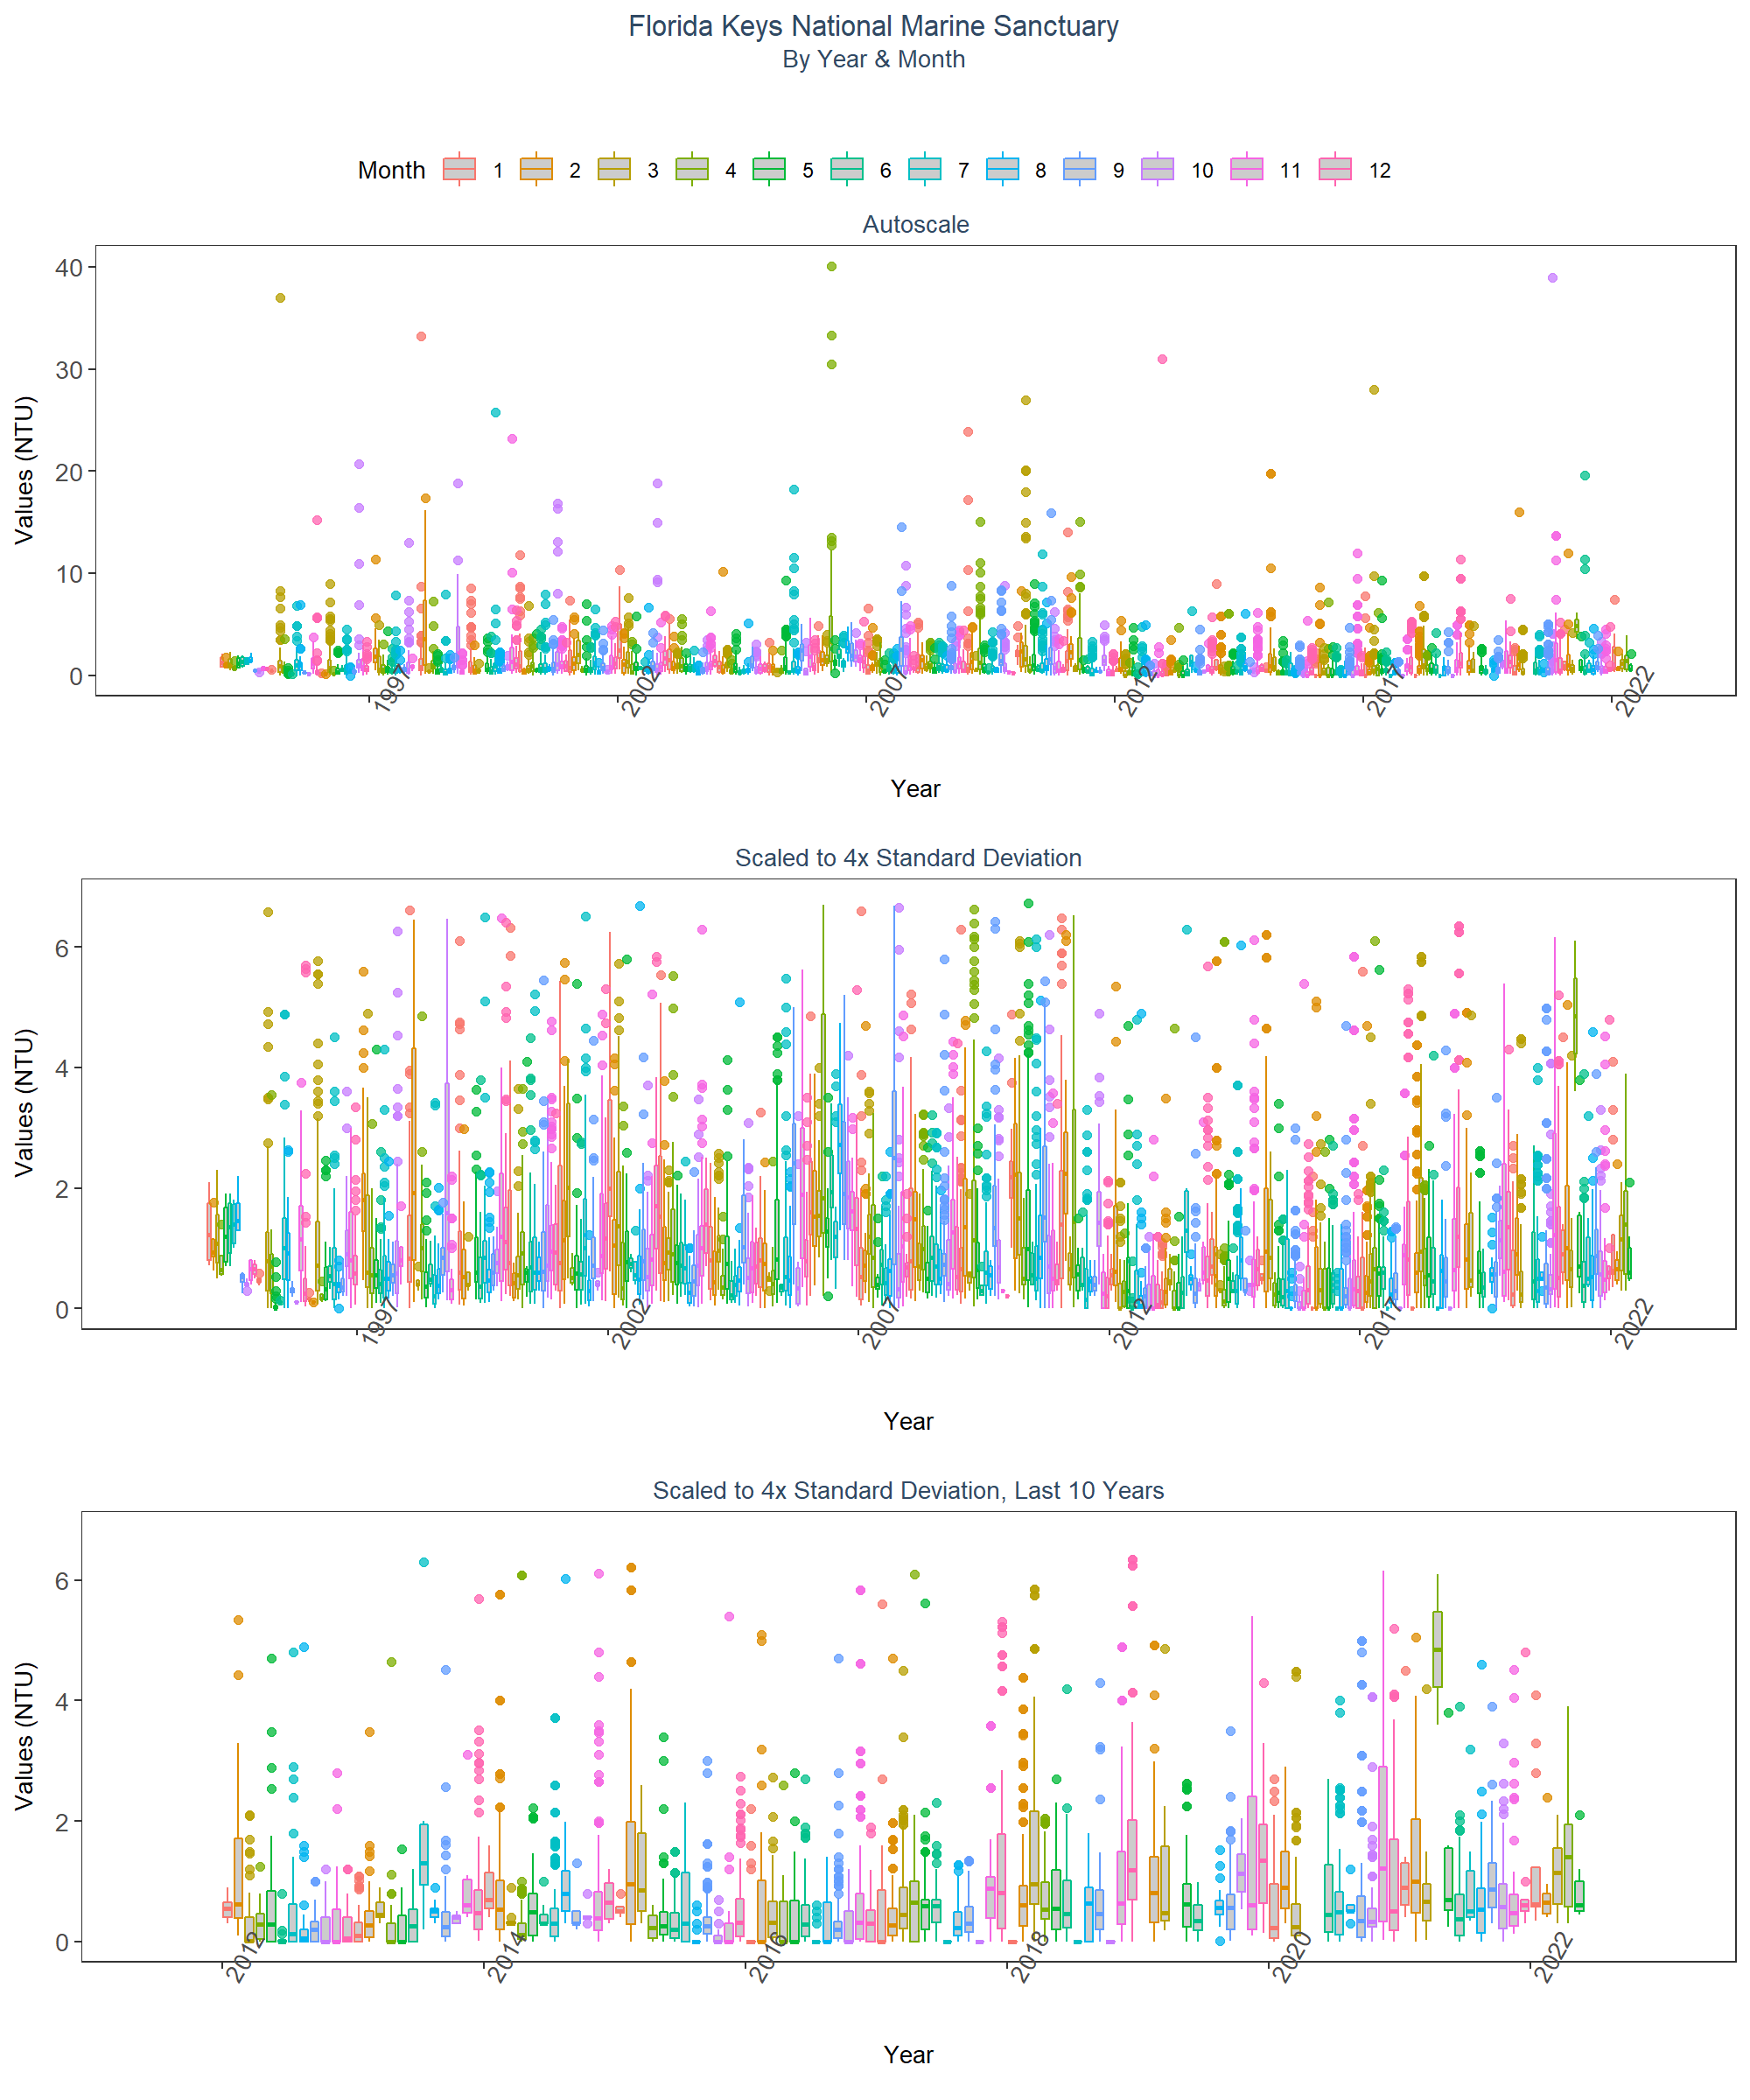 Florida Keys National Marine Sanctuary
By Year & Month
Month 1 2 3 4 5 6 7 8 9 10 11 12
Autoscale
Values (NTU)
40
30
20
10
0
1997 2002 2007 2012 2017 2022
Year
Scaled to 4x Standard Deviation
Values (NTU)
6
4
2
0
1997 2002 2007 2012 2017 2022
Year
Scaled to 4x Standard Deviation, Last 10 Years
Values (NTU)
6
4
2
0
2012 2014 2016 2018 2020 2022
Year